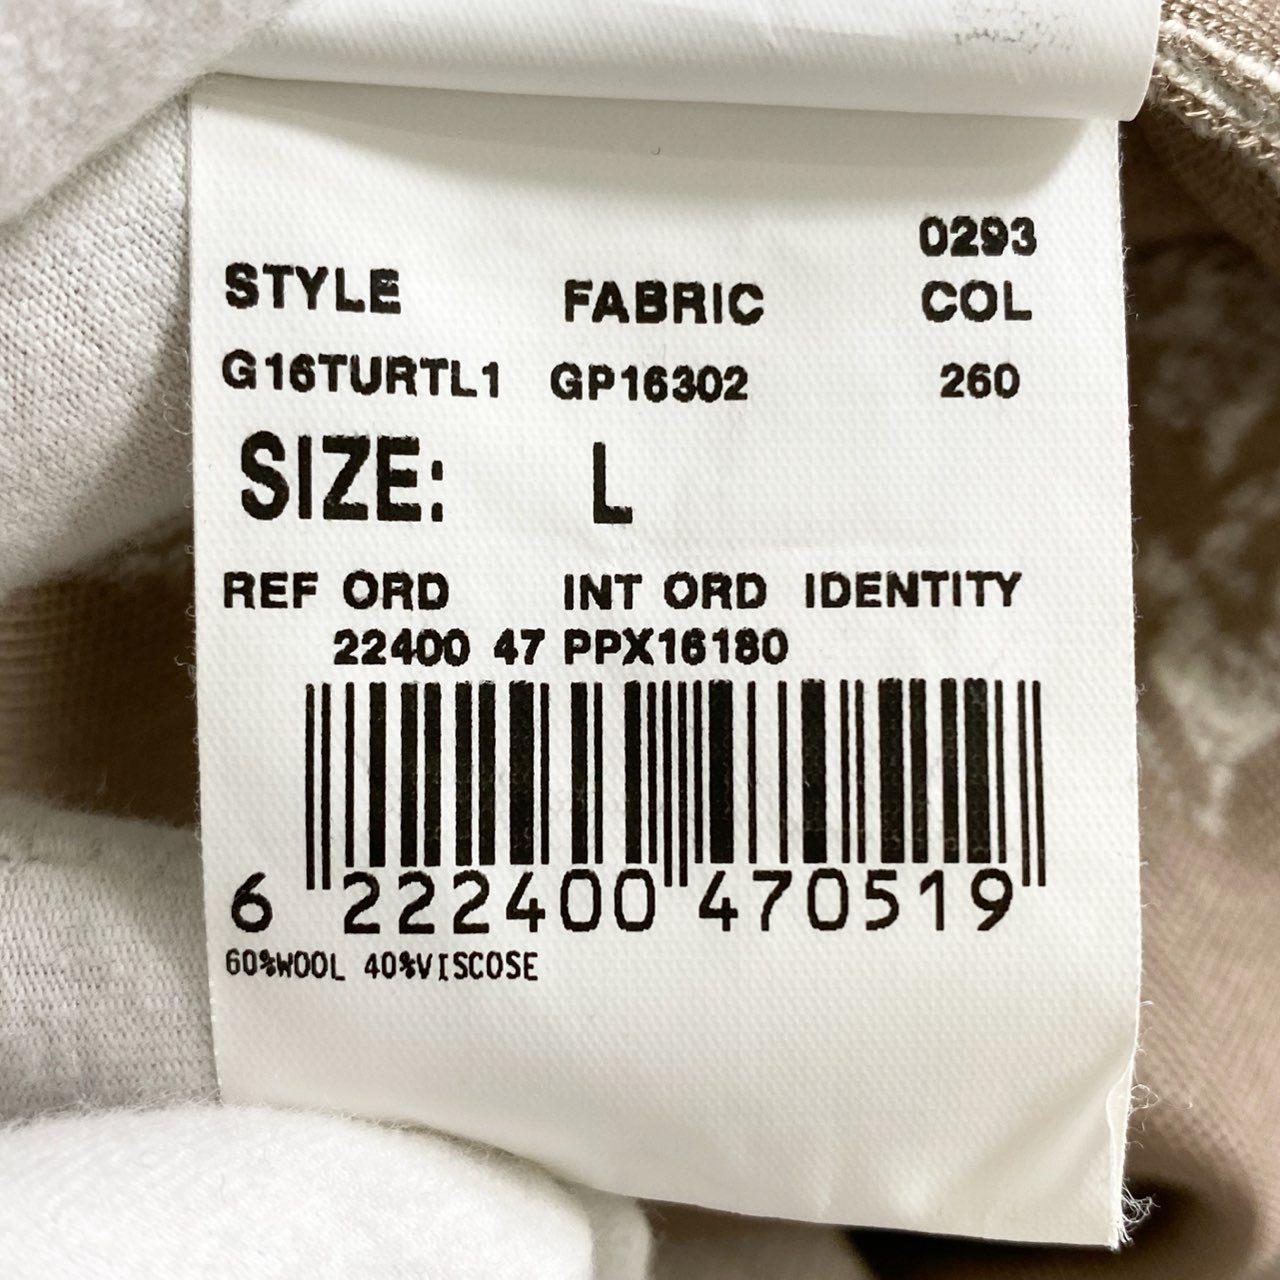 0293
STYLE FABRIC COL
G16TURTL1 GP16302 260
SIZE: L
REF ORD INT ORD IDENTITY
22400 47 PPX16180
6 222400 470519
60%WOOL 40%VISCOSE